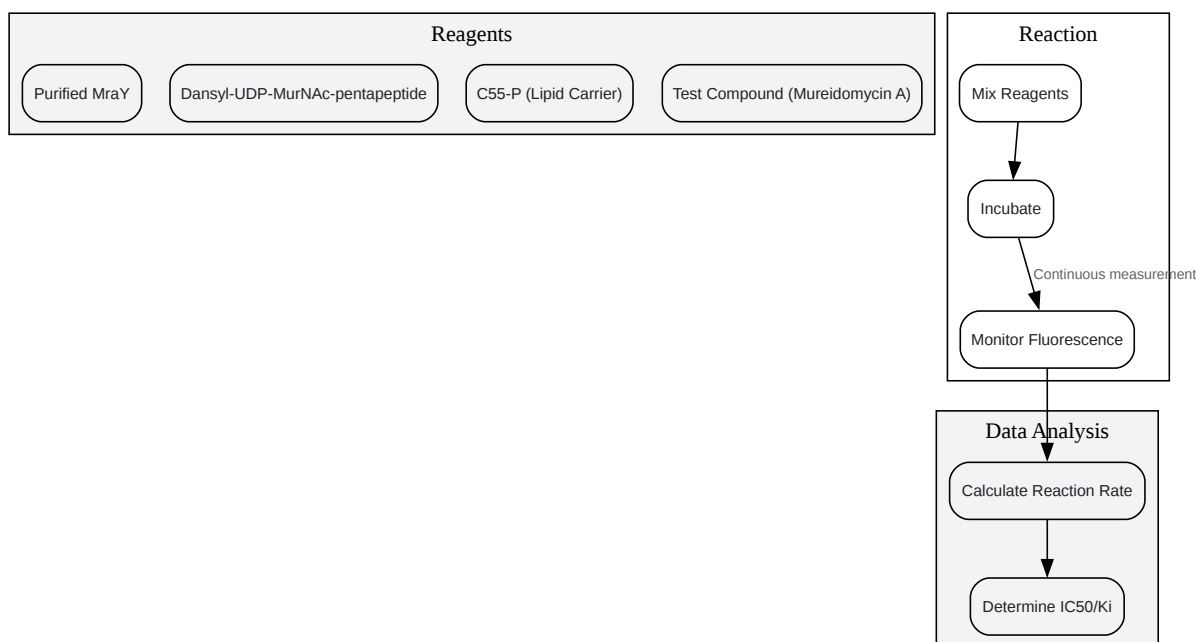 Reagents
Purified MraY
Dansyl-UDP-MurNAc-pentapeptide
C55-P (Lipid Carrier)
Test Compound (Mureidomycin A)
Reaction
Mix Reagents
Incubate
Continuous measurement
Monitor Fluorescence
Data Analysis
Calculate Reaction Rate
Determine IC50/Ki